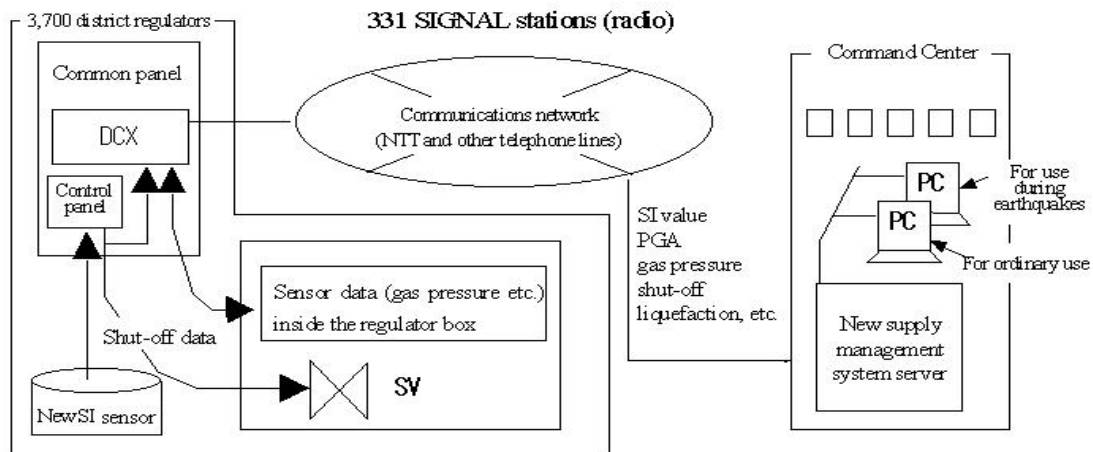 3,700 district regulators
331 SIGNAL stations (radio)
Common panel
DCX
Control
panel
Communications network
(NTT and other telephone lines)
Command Center
PC
PC
For use
during
earthquakes
For ordinary use
SI value
PGA
gas pressure
shut-off
liquefaction, etc.
Sensor data (gas pressure etc.)
inside the regulator box
Shut-off data
SV
New SI sensor
New supply
management
system server